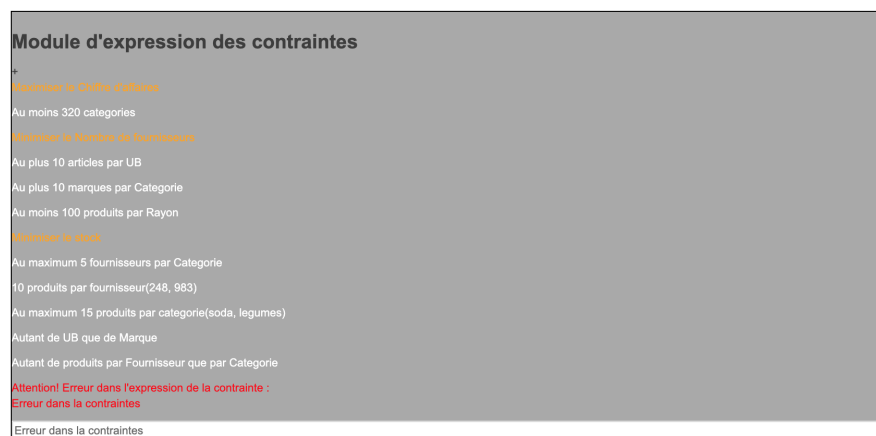 Module d'expression des contraintes
+
Maximiser le Chiffre d'affaires
Au moins 320 categories
Minimiser le Nombre de fournisseurs
Au plus 10 articles par UB
Au plus 10 marques par Categorie
Au moins 100 produits par Rayon
Minimiser le stock
Au maximum 5 fournisseurs par Categorie
10 produits par fournisseur(248, 983)
Au maximum 15 produits par categorie(soda, legumes)
Autant de UB que de Marque
Autant de produits par Fournisseur que par Categorie
Attention! Erreur dans l'expression de la contrainte :
Erreur dans la contraintes
Erreur dans la contraintes